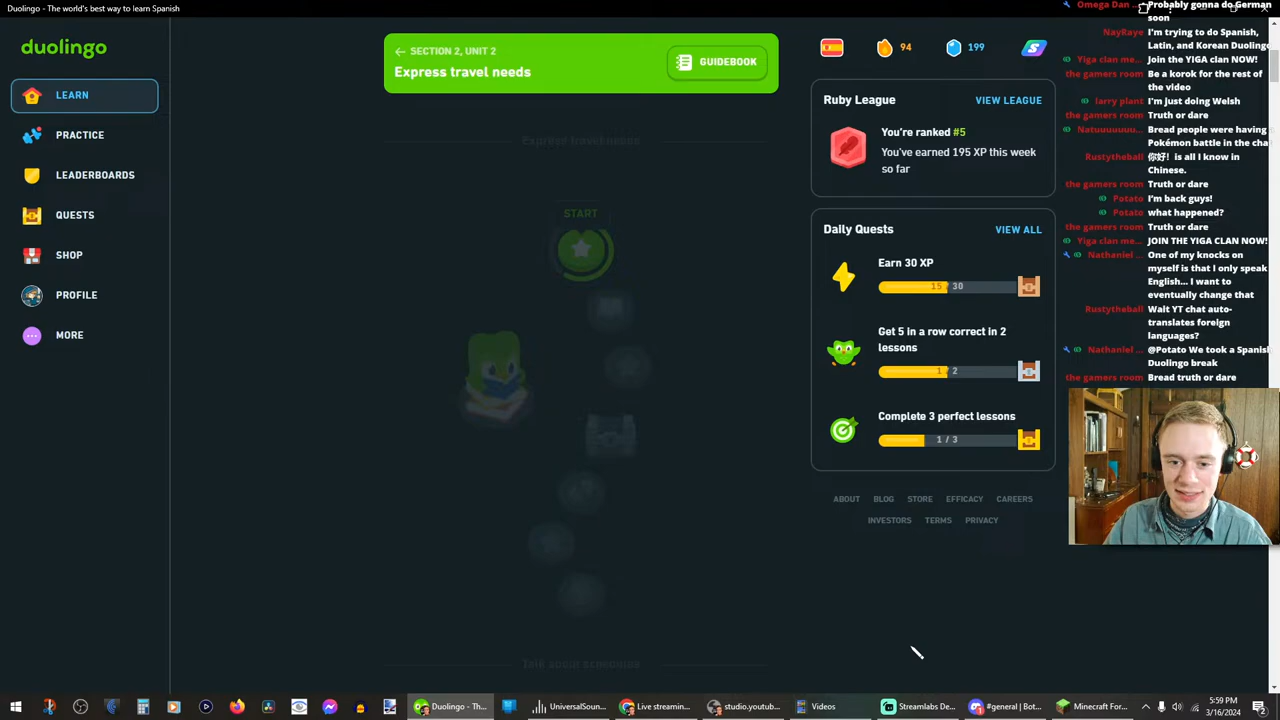 Duolingo - The world's best way to learn Spanish
duolingo
LEARN
PRACTICE
LEADERBOARDS
QUESTS
SHOP
PROFILE
MORE
SECTION 2, UNIT 2
Express travel needs
GUIDEBOOK
Express travel needs
START
94
199
Ruby League
VIEW LEAGUE
You're ranked #5
You've earned 195 XP this week
so far
Daily Quests
VIEW ALL
Earn 30 XP
15 / 30
Get 5 in a row correct in 2
lessons
1 / 2
Complete 3 perfect lessons
1 / 3
ABOUT BLOG STORE EFFICACY CAREERS
INVESTORS TERMS PRIVACY
Omega Dan ... Probably gonna do German
soon
NayRaye I'm trying to do Spanish,
Latin, and Korean Duolingo
Yiga clan me... Join the YIGA clan NOW!
the gamers room Be a korok for the rest of
the video
larry plant I'm just doing Welsh
the gamers room Truth or dare
Natuuuuuu... Bread people were having
Pokémon battle in the cha
Rustytheball 你好！ is all I know in
Chinese.
the gamers room Truth or dare
Potato I'm back guys!
Potato what happened?
the gamers room Truth or dare
Yiga clan me... JOIN THE YIGA CLAN NOW!
Nathaniel ... One of my knocks on
myself is that I only speak
English... I want to
eventually change that
Rustytheball Wait YT chat auto-
translates foreign
languages?
Nathaniel ... @Potato We took a Spanish
Duolingo break
the gamers room Bread truth or dare
Duolingo - Th...
UniversalSoun...
Live streamin...
studio.youtub...
Videos
Streamlabs De...
#general | Bot...
Minecraft For...
5:59 PM
3/16/2024